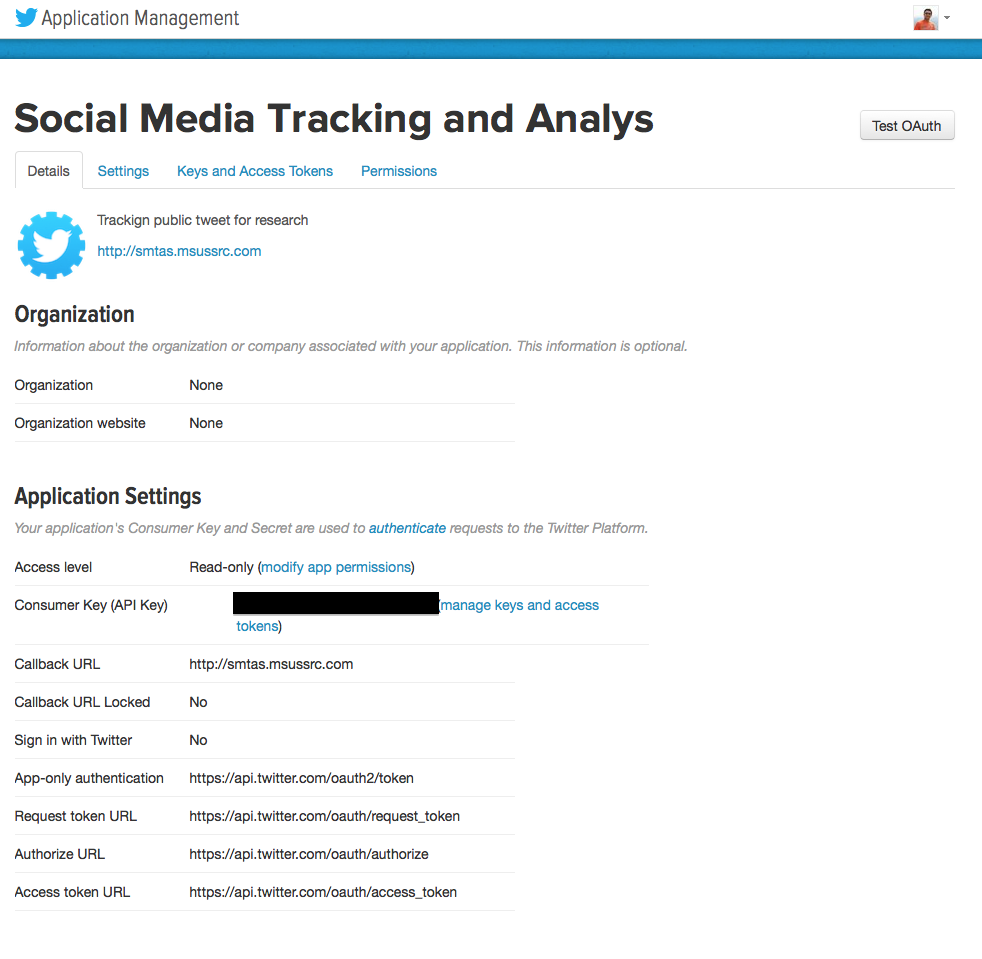 Application Management
Social Media Tracking and Analys
Test OAuth
Details Settings Keys and Access Tokens Permissions
Trackign public tweet for research
http://smtas.msussrc.com
Organization
Information about the organization or company associated with your application. This information is optional.
Organization None
Organization website None
Application Settings
Your application's Consumer Key and Secret are used to authenticate requests to the Twitter Platform.
Access level Read-only (modify app permissions)
Consumer Key (API Key) (manage keys and access
tokens)
Callback URL http://smtas.msussrc.com
Callback URL Locked No
Sign in with Twitter No
App-only authentication https://api.twitter.com/oauth2/token
Request token URL https://api.twitter.com/oauth/request_token
Authorize URL https://api.twitter.com/oauth/authorize
Access token URL https://api.twitter.com/oauth/access_token